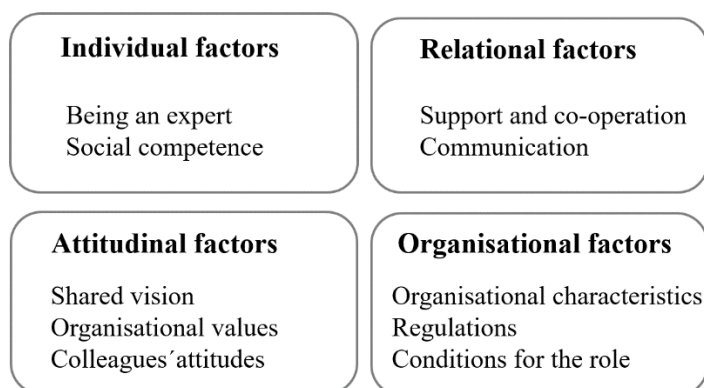 Individual factors
Being an expert
Social competence
Relational factors
Support and co-operation
Communication
Attitudinal factors
Shared vision
Organisational values
Colleagues´attitudes
Organisational factors
Organisational characteristics
Regulations
Conditions for the role